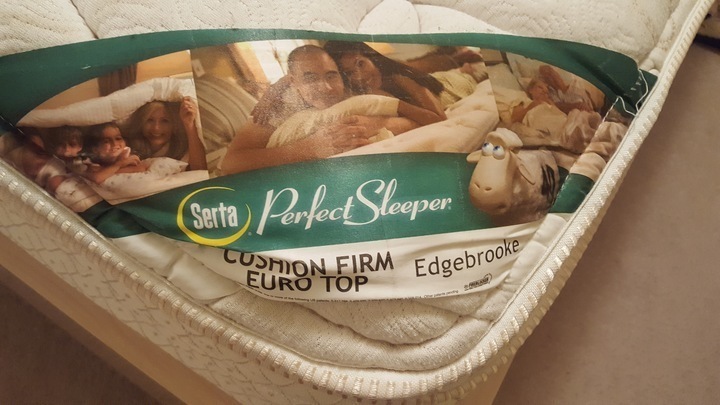 Serta Perfect Sleeper
CUSHION FIRM
EURO TOP
Edgebrooke